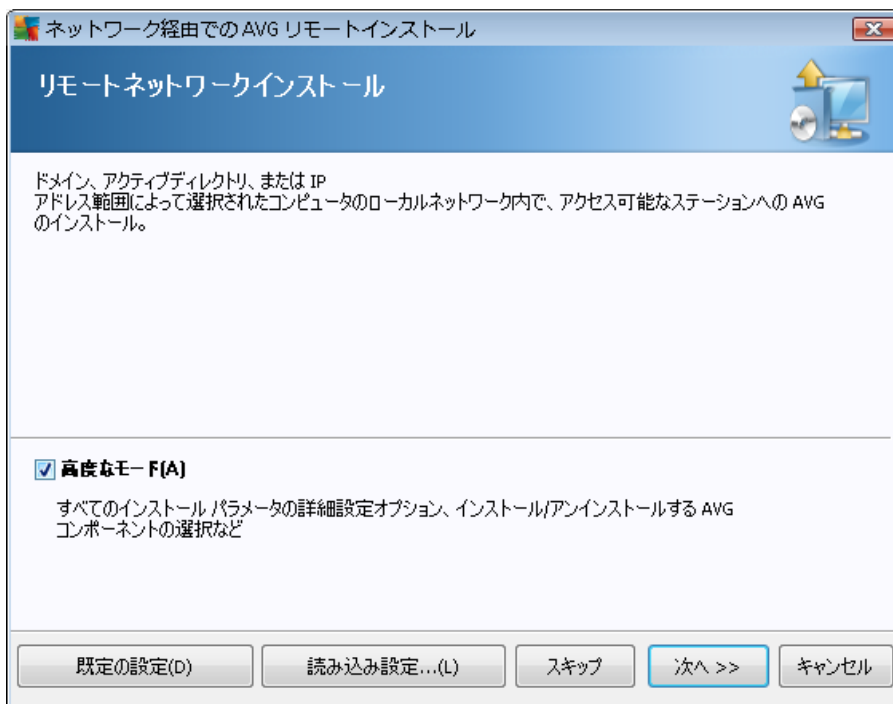 ネットワーク経由でのAVG リモートインストール
リモートネットワークインストール
ドメイン、アクティブディレクトリ、または IP
アドレス範囲によって選択されたコンピュータのローカルネットワーク内で、アクセス可能なステーションへの AVG
のインストール。
高度なモード(A)
すべてのインストール パラメータの詳細設定オプション、インストール/アンインストールする AVG
コンポーネントの選択など
既定の設定(D) 読み込み設定...(L) スキップ 次へ >> キャンセル